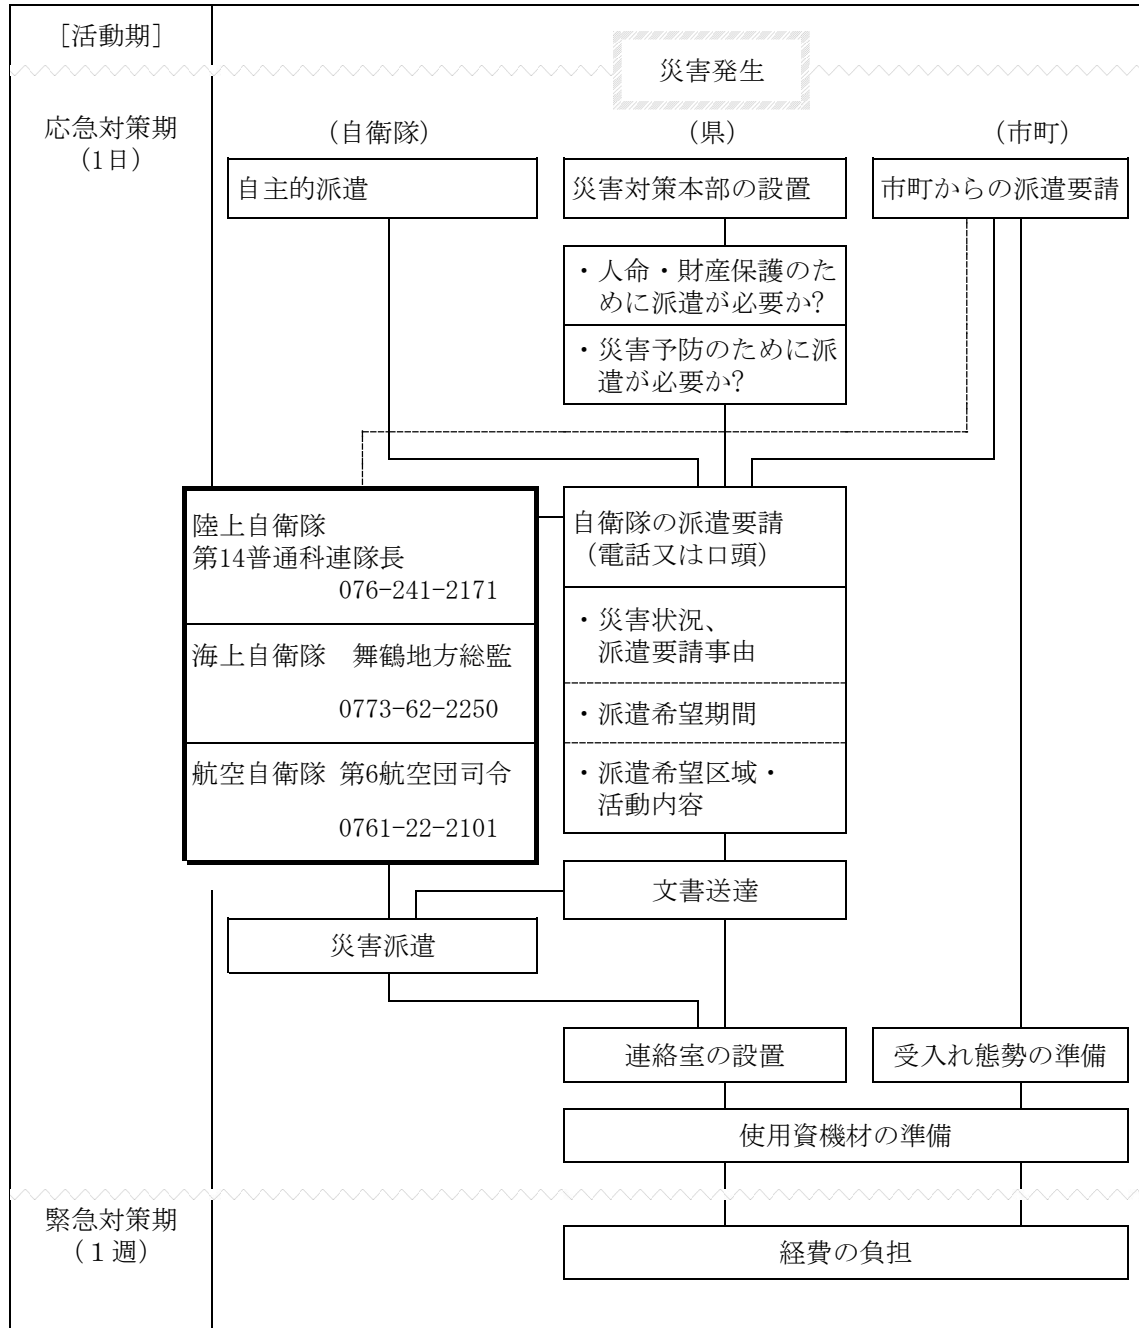 ［活動期］
災害発生
応急対策期
(1日)
(自衛隊)
(県)
(市町)
自主的派遣
災害対策本部の設置
市町からの派遣要請
・人命・財産保護のた
めに派遣が必要か?
・災害予防のために派
遣が必要か?
陸上自衛隊
第14普通科連隊長
076-241-2171
海上自衛隊　舞鶴地方総監
0773-62-2250
航空自衛隊 第6航空団司令
0761-22-2101
自衛隊の派遣要請
(電話又は口頭)
・災害状況、
派遣要請事由
・派遣希望期間
・派遣希望区域・
活動内容
文書送達
災害派遣
連絡室の設置
受入れ態勢の準備
使用資機材の準備
緊急対策期
(１週)
経費の負担